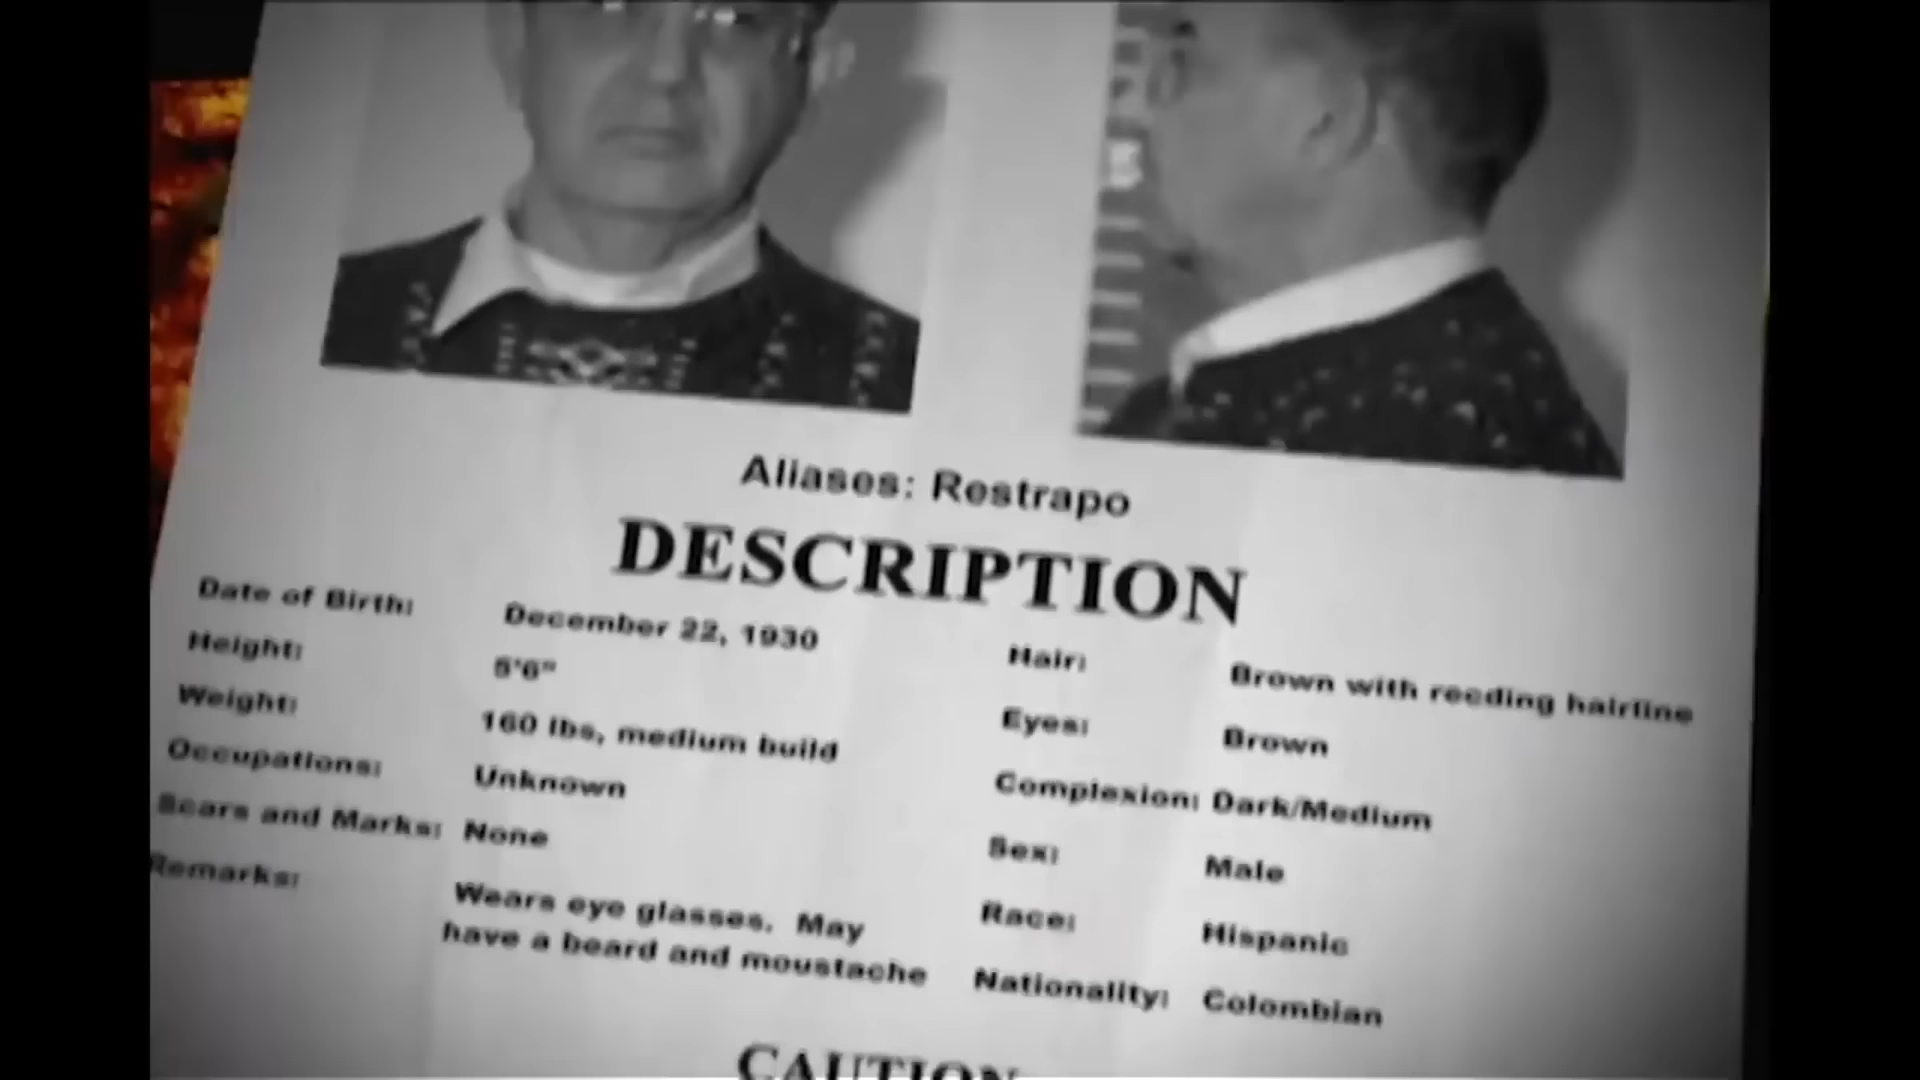 Aliases: Restrapo
DESCRIPTION
Date of Birth: December 22, 1930
Height: 5'6"
Weight: 160 lbs, medium build
Occupations: Unknown
Scars and Marks: None
Remarks: Wears eye glasses. May
have a beard and moustache
Hair: Brown with receding hairline
Eyes: Brown
Complexion: Dark/Medium
Sex: Male
Race: Hispanic
Nationality: Colombian
CAUTION